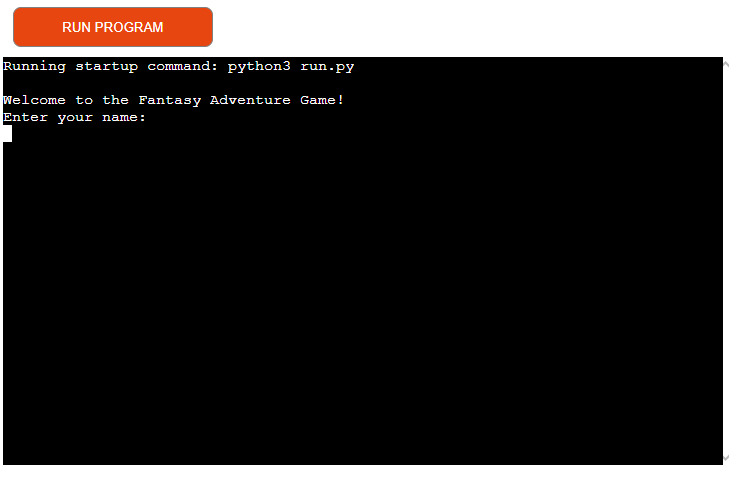 RUN PROGRAM
Running startup command: python3 run.py
Welcome to the Fantasy Adventure Game!
Enter your name: